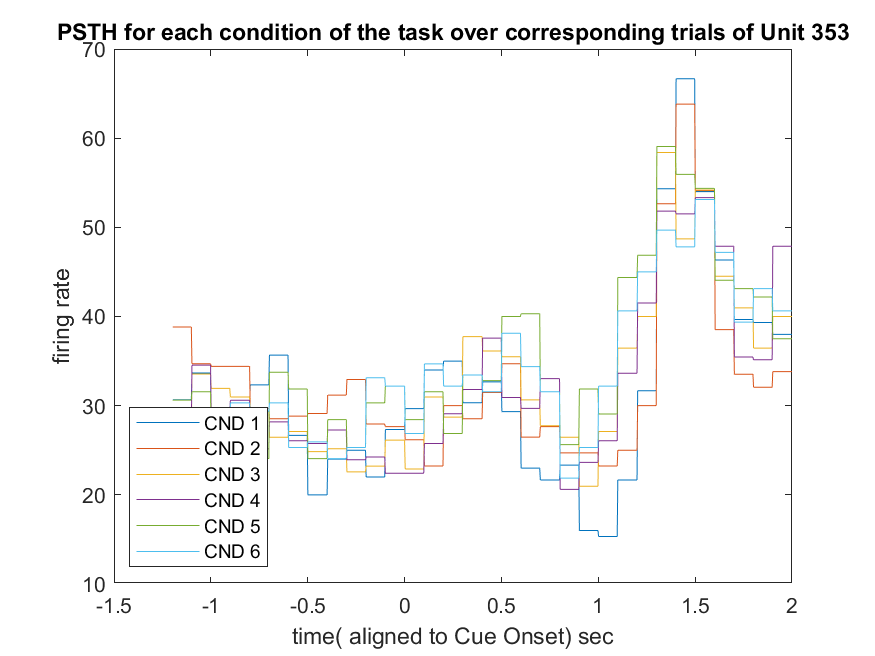 PSTH for each condition of the task over corresponding trials of Unit 353
70
60
50
40
30
20
10
firing rate
CND 1
CND 2
CND 3
CND 4
CND 5
CND 6
-1.5 -1 -0.5 0 0.5 1 1.5 2
time( aligned to Cue Onset) sec